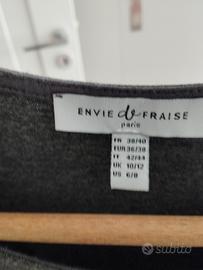 ENVIE de FRAISE
paris
FR 38/40
EUR 36/38
IT 42/44
UK 10/12
US 6/8
subito